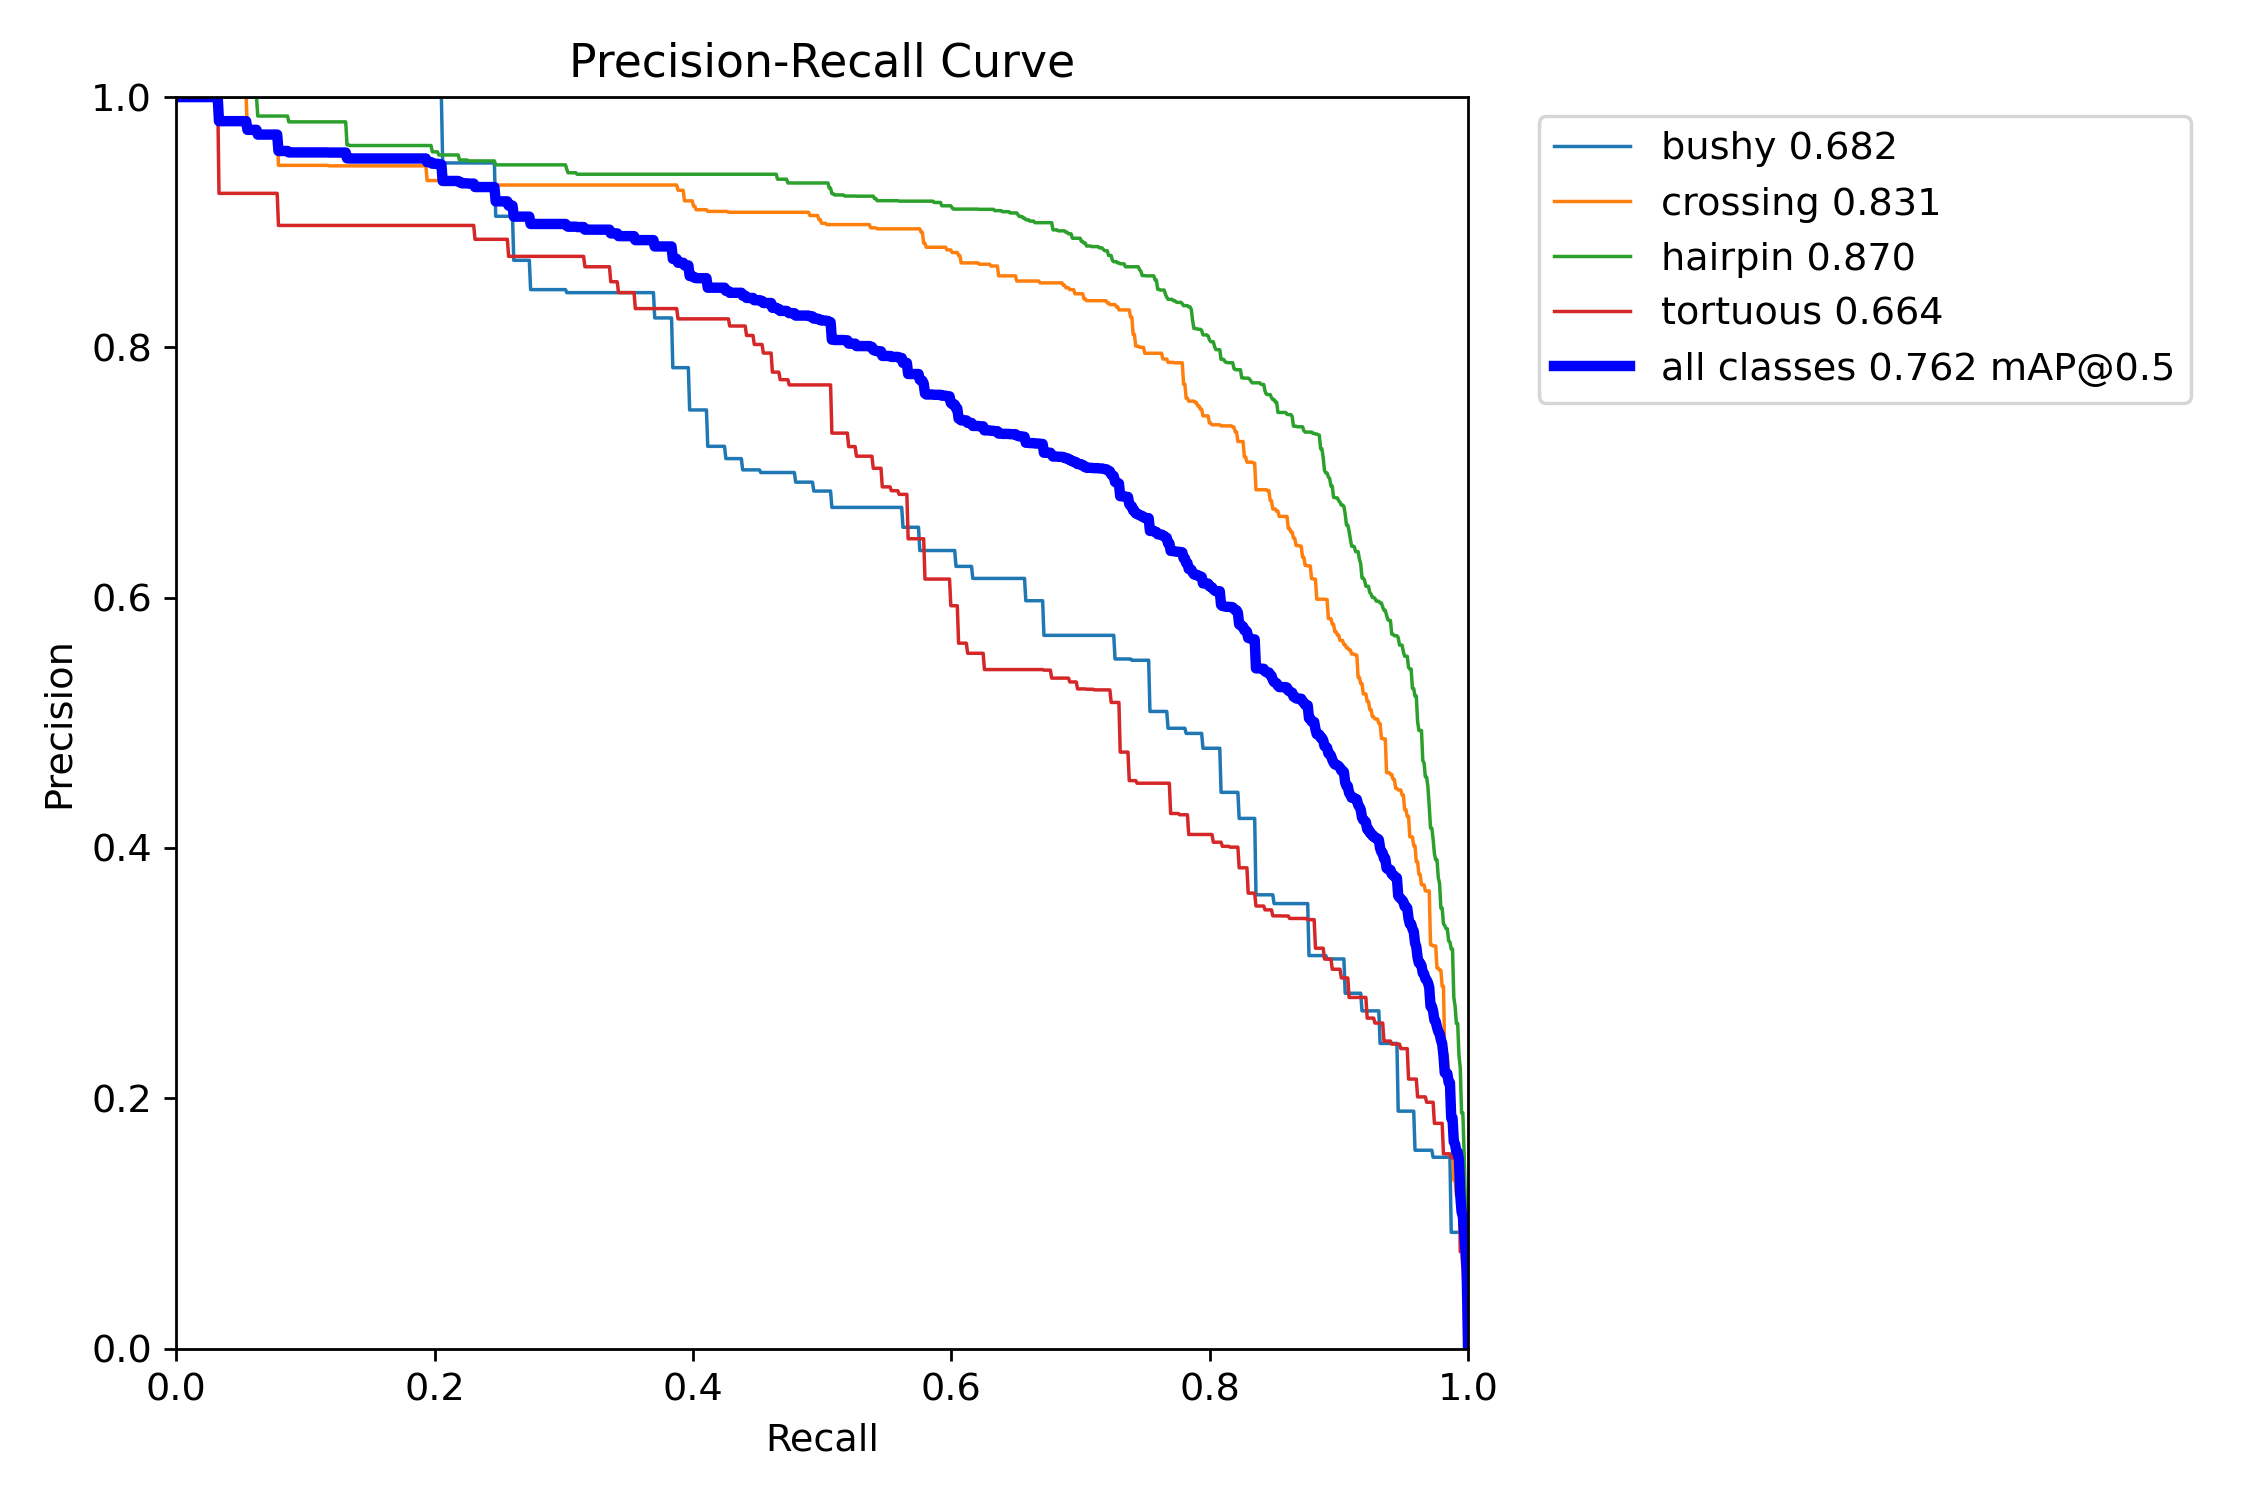 Precision-Recall Curve
1.0
0.8
0.6
0.4
0.2
0.0
Precision
0.0 0.2 0.4 0.6 0.8 1.0
Recall
bushy 0.682
crossing 0.831
hairpin 0.870
tortuous 0.664
all classes 0.762 mAP@0.5